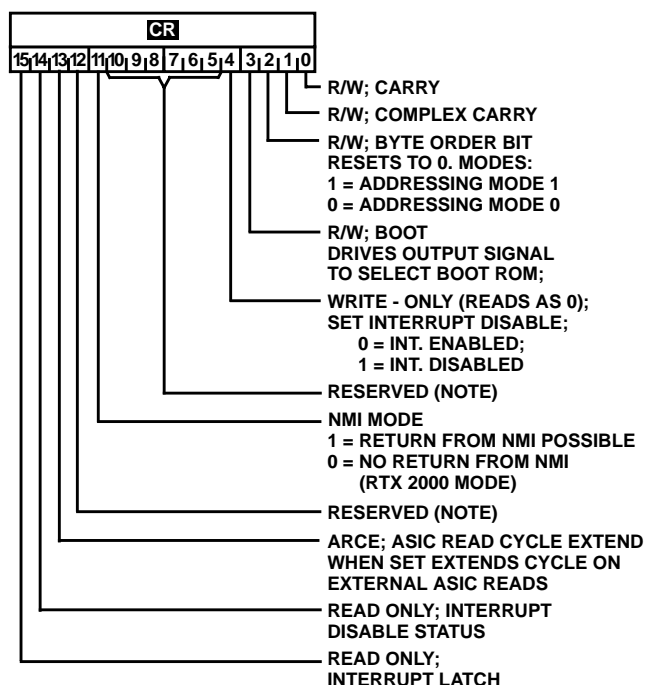 CR
15 14 13 12 11 10 9 8 7 6 5 4 3 2 1 0
R/W; CARRY
R/W; COMPLEX CARRY
R/W; BYTE ORDER BIT
RESETS TO 0. MODES:
1 = ADDRESSING MODE 1
0 = ADDRESSING MODE 0
R/W; BOOT
DRIVES OUTPUT SIGNAL
TO SELECT BOOT ROM;
WRITE - ONLY (READS AS 0);
SET INTERRUPT DISABLE;
0 = INT. ENABLED;
1 = INT. DISABLED
RESERVED (NOTE)
NMI MODE
1 = RETURN FROM NMI POSSIBLE
0 = NO RETURN FROM NMI
(RTX 2000 MODE)
RESERVED (NOTE)
ARCE; ASIC READ CYCLE EXTEND
WHEN SET EXTENDS CYCLE ON
EXTERNAL ASIC READS
READ ONLY; INTERRUPT
DISABLE STATUS
READ ONLY;
INTERRUPT LATCH